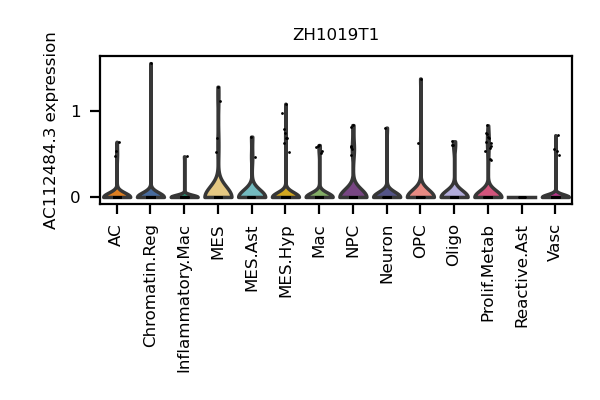 ZH1019T1
AC112484.3 expression
1
0
AC
Chromatin.Reg
Inflammatory.Mac
MES
MES.Ast
MES.Hyp
Mac
NPC
Neuron
OPC
Oligo
Prolif.Metab
Reactive.Ast
Vasc